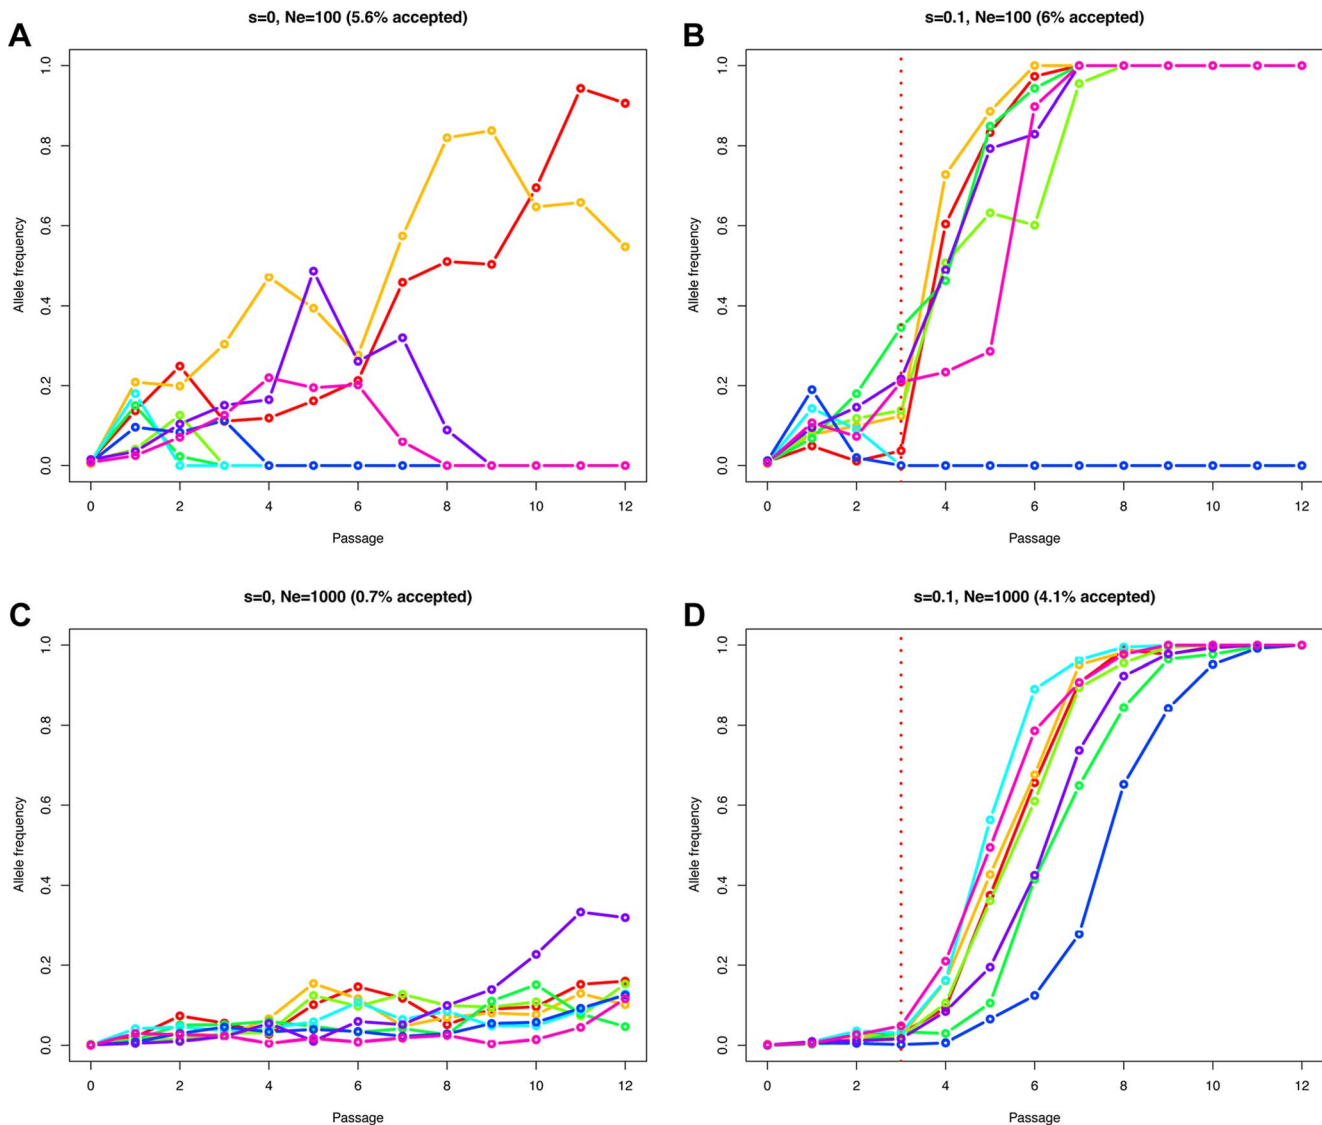 A
s=0, Ne=100 (5.6% accepted)
Allele frequency
1.0
0.8
0.6
0.4
0.2
0.0
0 2 4 6 8 10 12
Passage
B
s=0.1, Ne=100 (6% accepted)
Allele frequency
1.0
0.8
0.6
0.4
0.2
0.0
0 2 4 6 8 10 12
Passage
C
s=0, Ne=1000 (0.7% accepted)
Allele frequency
1.0
0.8
0.6
0.4
0.2
0.0
0 2 4 6 8 10 12
Passage
D
s=0.1, Ne=1000 (4.1% accepted)
Allele frequency
1.0
0.8
0.6
0.4
0.2
0.0
0 2 4 6 8 10 12
Passage